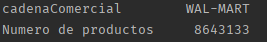 cadenaComercial WAL-MART
Numero de productos 8643133